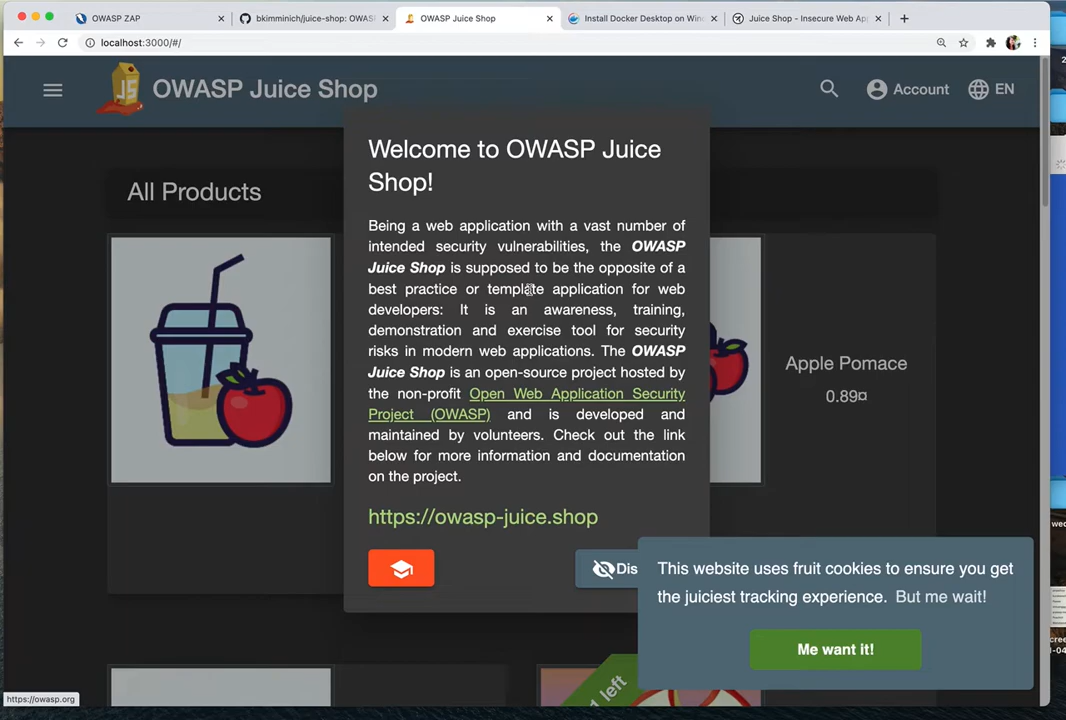 OWASP ZAP
bkimminich/juice-shop: OWAS
OWASP Juice Shop
Install Docker Desktop on Win
Juice Shop - Insecure Web Ap
localhost:3000/#/
OWASP Juice Shop
Account
EN
All Products
Welcome to OWASP Juice
Shop!
Being a web application with a vast number of
intended security vulnerabilities, the OWASP
Juice Shop is supposed to be the opposite of a
best practice or template application for web
developers: It is an awareness, training,
demonstration and exercise tool for security
risks in modern web applications. The OWASP
Juice Shop is an open-source project hosted by
the non-profit Open Web Application Security
Project (OWASP) and is developed and
maintained by volunteers. Check out the link
below for more information and documentation
on the project.
https://owasp-juice.shop
Dis
Apple Pomace
0.89¤
This website uses fruit cookies to ensure you get
the juiciest tracking experience. But me wait!
Me want it!
1 left
https://owasp.org